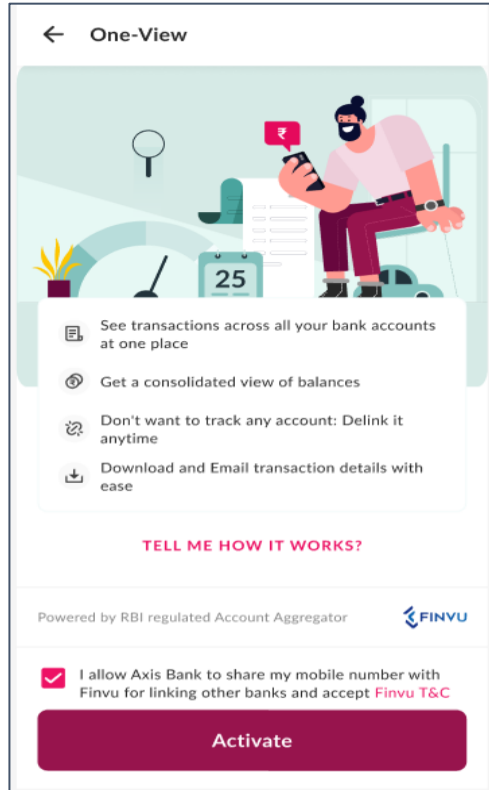 One-View
₹
25
See transactions across all your bank accounts
at one place
Get a consolidated view of balances
Don't want to track any account: Delink it
anytime
Download and Email transaction details with
ease
TELL ME HOW IT WORKS?
Powered by RBI regulated Account Aggregator
FINVU
I allow Axis Bank to share my mobile number with
Finvu for linking other banks and accept Finvu T&C
Activate